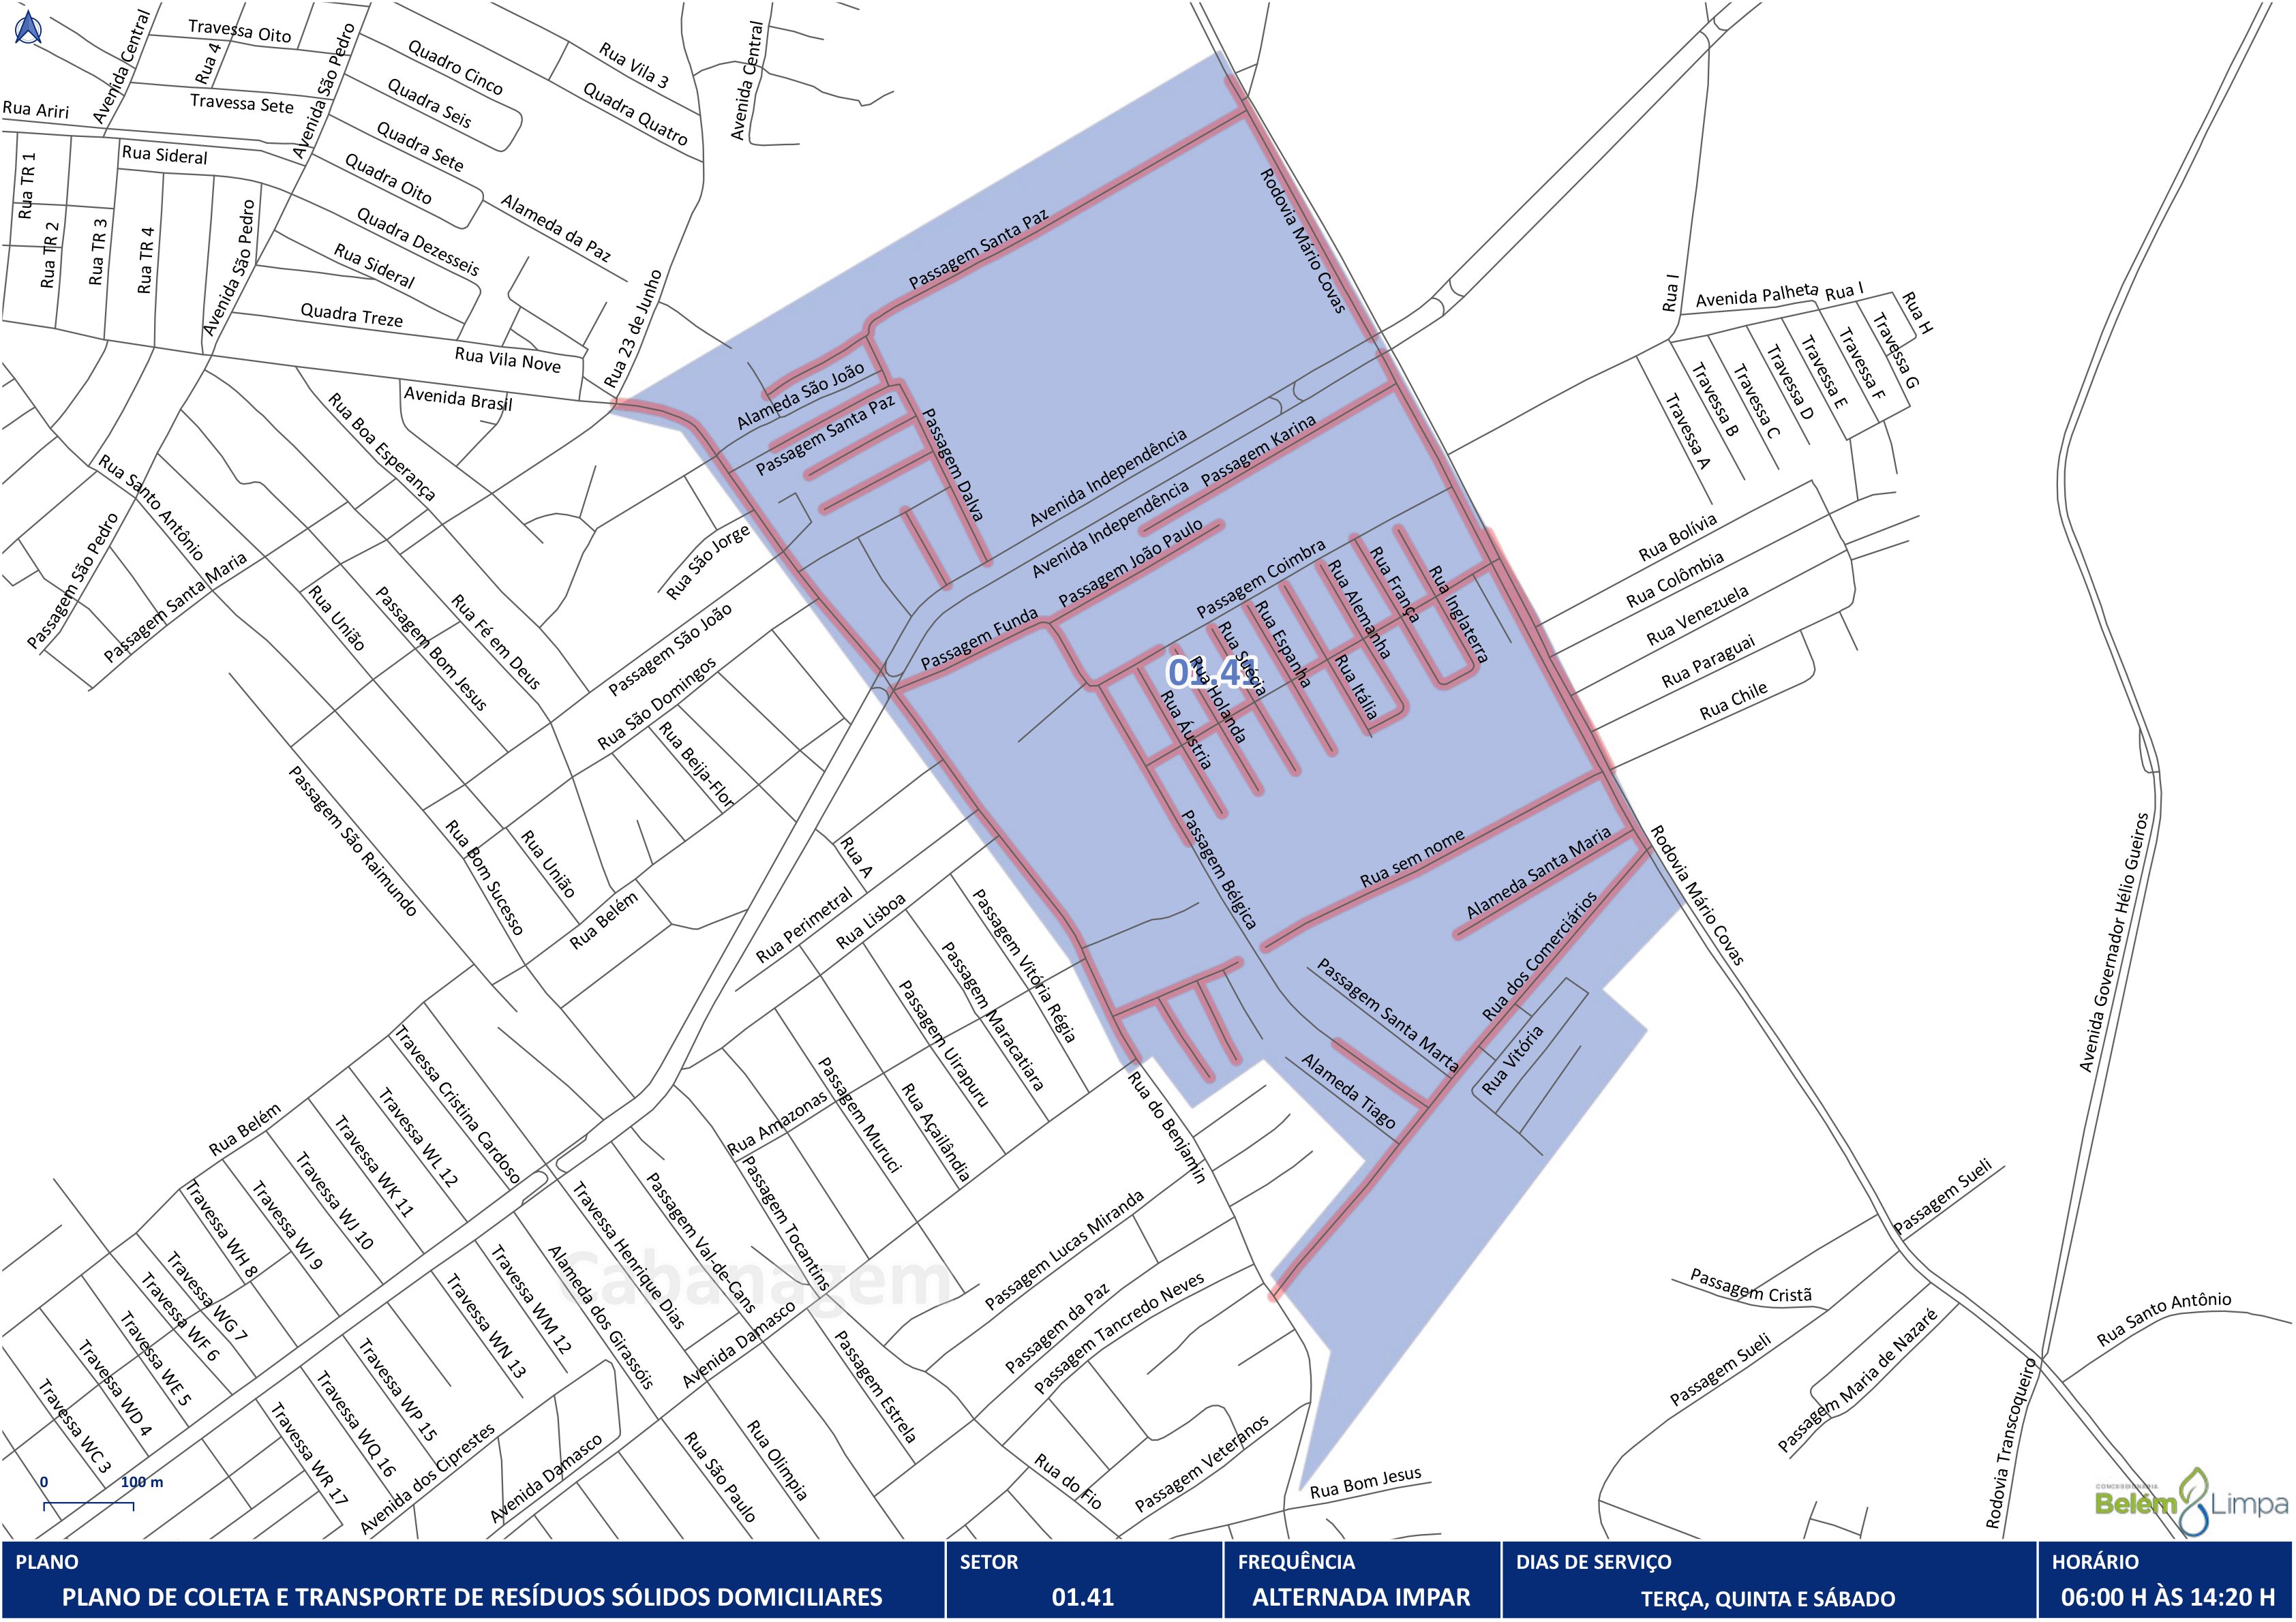 Travessa Oito
Avenida Central
Rua 4
Avenida São Pedro
Quadro Cinco
Rua Vila 3
Avenida Central
Travessa Sete
Quadra Seis
Quadra Quatro
Rua Ariri
Rua Sideral
Quadra Sete
Quadra Oito
Alameda da Paz
Rua TR 1
Rua TR 2
Rua TR 3
Rua TR 4
Avenida São Pedro
Quadra Dezesseis
Rua Sideral
Quadra Treze
Rua Vila Nove
Rua 23 de Junho
Avenida Brasil
Rua Boa Esperança
Passagem Santa Paz
Rodovia Mário Covas
Alameda São João
Passagem Santa Paz
Passagem Dalva
Avenida Independência
Passagem Karina
Avenida Independência
Passagem João Paulo
Passagem Funda
Passagem Coimbra
Rua França
Rua Inglaterra
Rua Alemanha
Rua Espanha
Rua Suécia
Rua Holanda
Rua Itália
Rua Áustria
01.41
Passagem Bélgica
Rua sem nome
Alameda Santa Maria
Rua dos Comerciários
Passagem Santa Marta
Rua Vitória
Alameda Tiago
Rua I
Avenida Palheta
Rua I
Rua H
Travessa A
Travessa B
Travessa C
Travessa D
Travessa E
Travessa F
Travessa G
Rua Bolívia
Rua Colômbia
Rua Venezuela
Rua Paraguai
Rua Chile
Rodovia Mário Covas
Avenida Governador Hélio Gueiros
Rua Santo Antônio
Passagem São Pedro
Passagem Santa Maria
Rua União
Passagem Bom Jesus
Rua Fé em Deus
Rua São Jorge
Passagem São João
Rua São Domingos
Rua Beija-Flor
Passagem São Raimundo
Rua Bom Sucesso
Rua União
Rua Belém
Rua A
Rua Perimetral
Rua Lisboa
Passagem Vitória Régia
Passagem Maracatiara
Passagem Uirapuru
Rua Açailândia
Passagem Muruci
Rua Amazonas
Passagem Tocantins
Rua do Benjamin
Travessa Cristina Cardoso
Rua Belém
Travessa WL 12
Travessa WK 11
Travessa WJ 10
Travessa WI 9
Travessa WH 8
Travessa WG 7
Travessa WF 6
Travessa WE 5
Travessa WD 4
Travessa WC 3
Travessa WM 12
Travessa WN 13
Travessa WP 15
Travessa WQ 16
Travessa WR 17
Passagem Val-de-Cans
Travessa Henrique Dias
Alameda dos Girassóis
Cabanagem
Avenida Damasco
Avenida dos Ciprestes
Avenida Damasco
Rua São Paulo
Rua Olimpia
Passagem Estrela
Passagem Lucas Miranda
Passagem da Paz
Passagem Tancredo Neves
Rua do Fio
Passagem Veteranos
Rua Bom Jesus
Passagem Sueli
Passagem Cristã
Passagem Sueli
Passagem Maria de Nazaré
Rua Santo Antônio
Rodovia Transcoqueiro
0 100 m
CONCESSIONÁRIA
Belém Limpa
PLANO
PLANO DE COLETA E TRANSPORTE DE RESÍDUOS SÓLIDOS DOMICILIARES
SETOR
01.41
FREQUÊNCIA
ALTERNADA IMPAR
DIAS DE SERVIÇO
TERÇA, QUINTA E SÁBADO
HORÁRIO
06:00 H ÀS 14:20 H